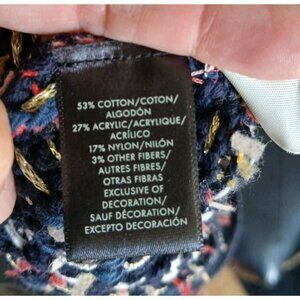 53% COTTON/COTON/
ALGODÓN
27% ACRYLIC/ACRYLIQUE/
ACRÍLICO
17% NYLON/NILÓN
3% OTHER FIBERS/
AUTRES FIBRES/
OTRAS FIBRAS
EXCLUSIVE OF
DECORATION/
SAUF DÉCORATION/
EXCEPTO DECORACIÓN